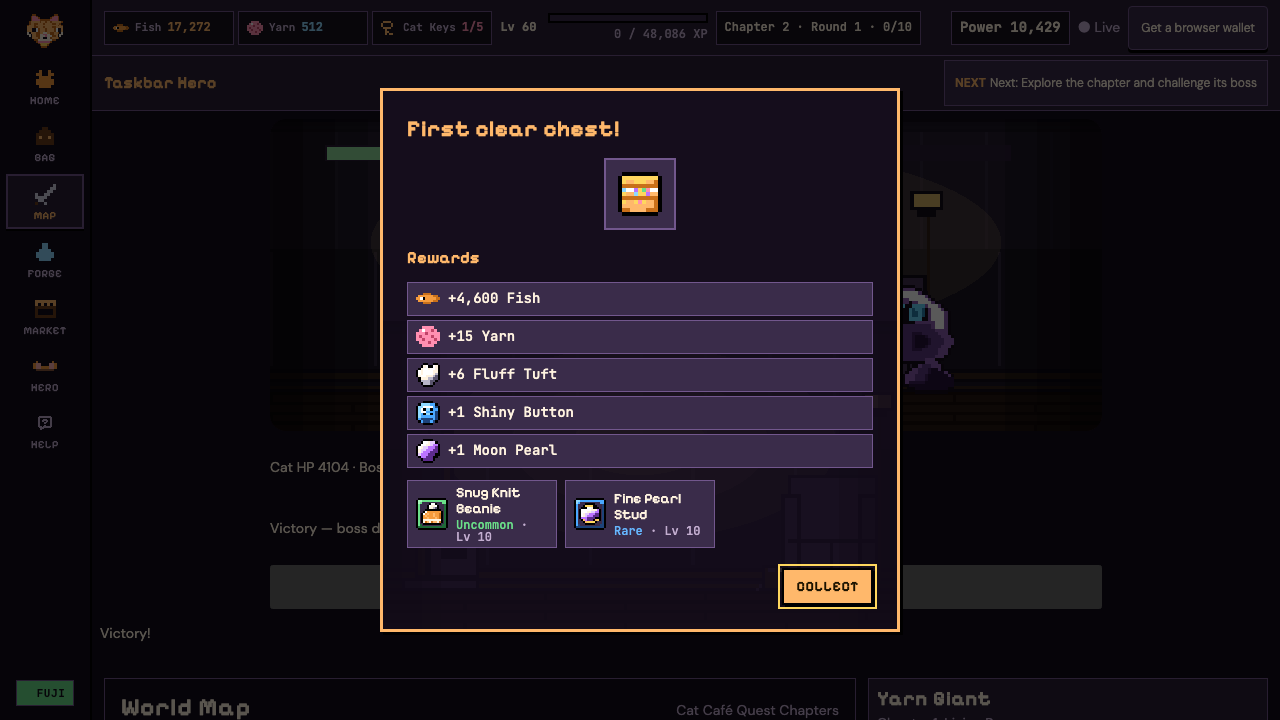 Fish 17,272
Yarn 512
Cat Keys 1/5
Lv 60
0 / 48,086 XP
Chapter 2 · Round 1 · 0/10
Power 10,429
Live
Get a browser wallet
HOME
BAG
MAP
FORGE
MARKET
HERO
HELP
FUJI
Taskbar Hero
NEXT Next: Explore the chapter and challenge its boss
First clear chest!
Rewards
+4,600 Fish
+15 Yarn
+6 Fluff Tuft
+1 Shiny Button
+1 Moon Pearl
Snug Knit
Beanie
Uncommon ·
Lv 10
Fine Pearl
Stud
Rare · Lv 10
COLLECT
Cat HP 4104 · Bos
Victory — boss d
Victory!
World Map
Cat Café Quest Chapters
Yarn Giant